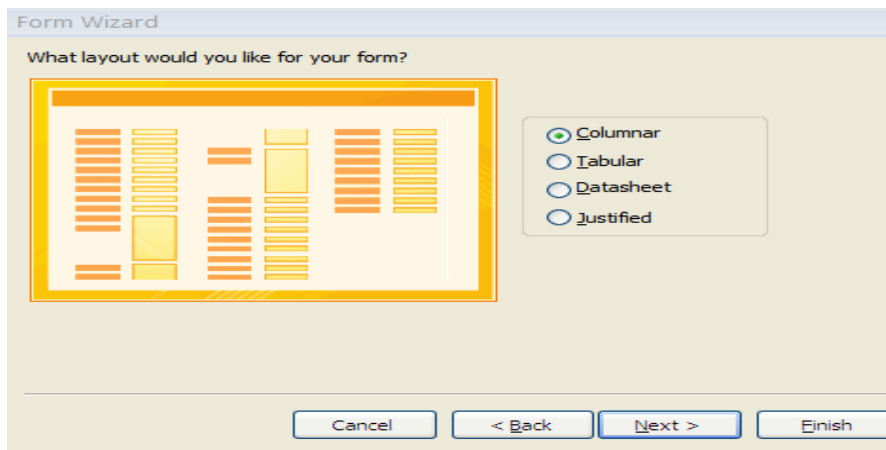 Form Wizard
What layout would you like for your form?
Columnar
Tabular
Datasheet
Justified
Cancel
< Back
Next >
Finish